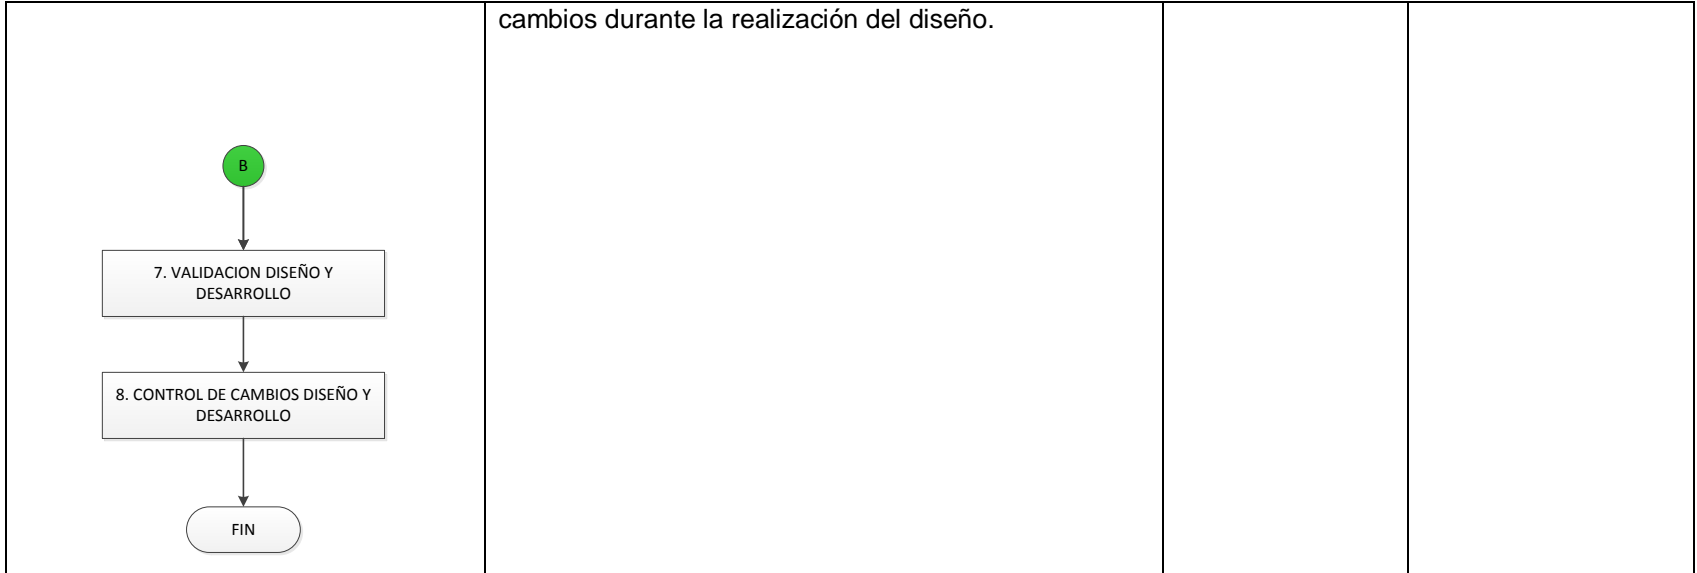 cambios durante la realización del diseño.
B
7. VALIDACION DISEÑO Y
DESARROLLO
8. CONTROL DE CAMBIOS DISEÑO Y
DESARROLLO
FIN